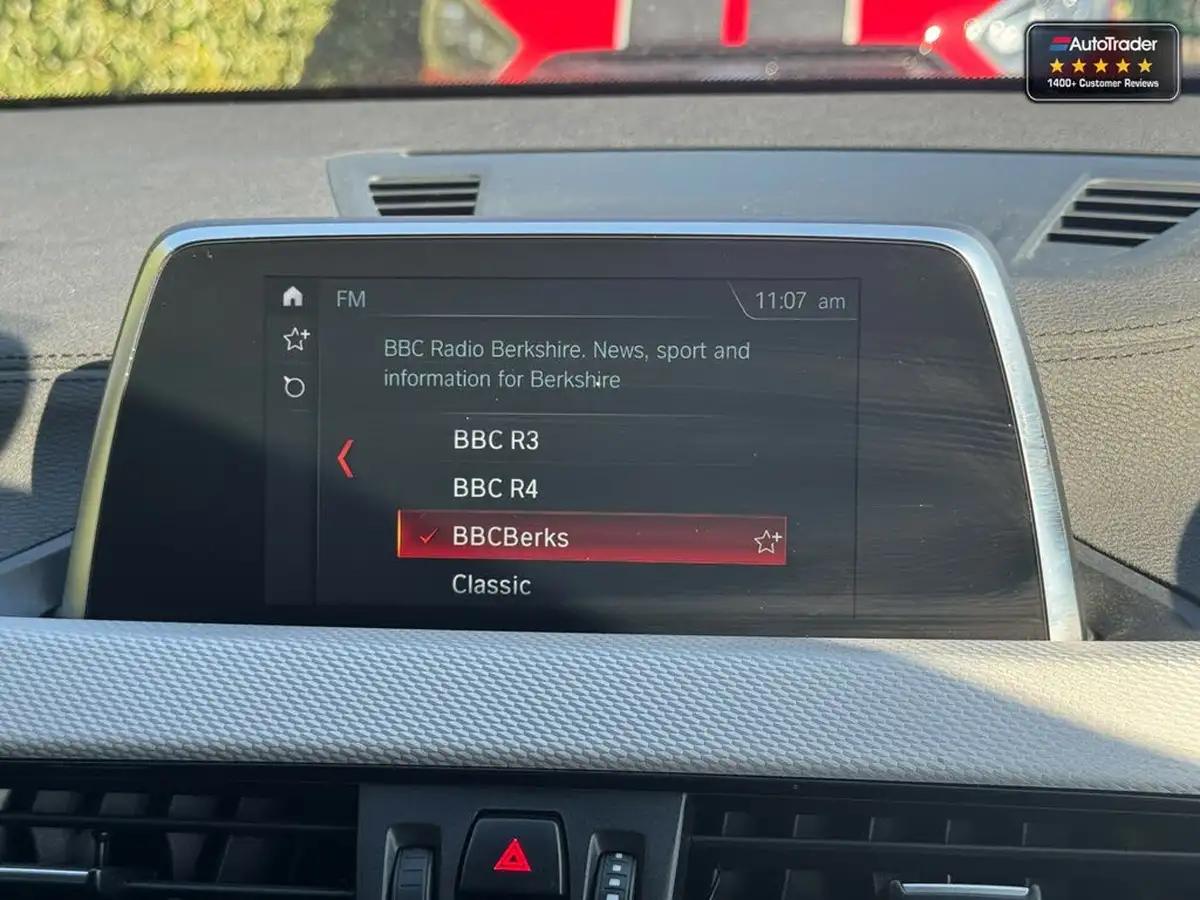 AutoTrader
1400+ Customer Reviews
FM
11:07 am
BBC Radio Berkshire. News, sport and
information for Berkshire
BBC R3
BBC R4
BBCBerks
Classic